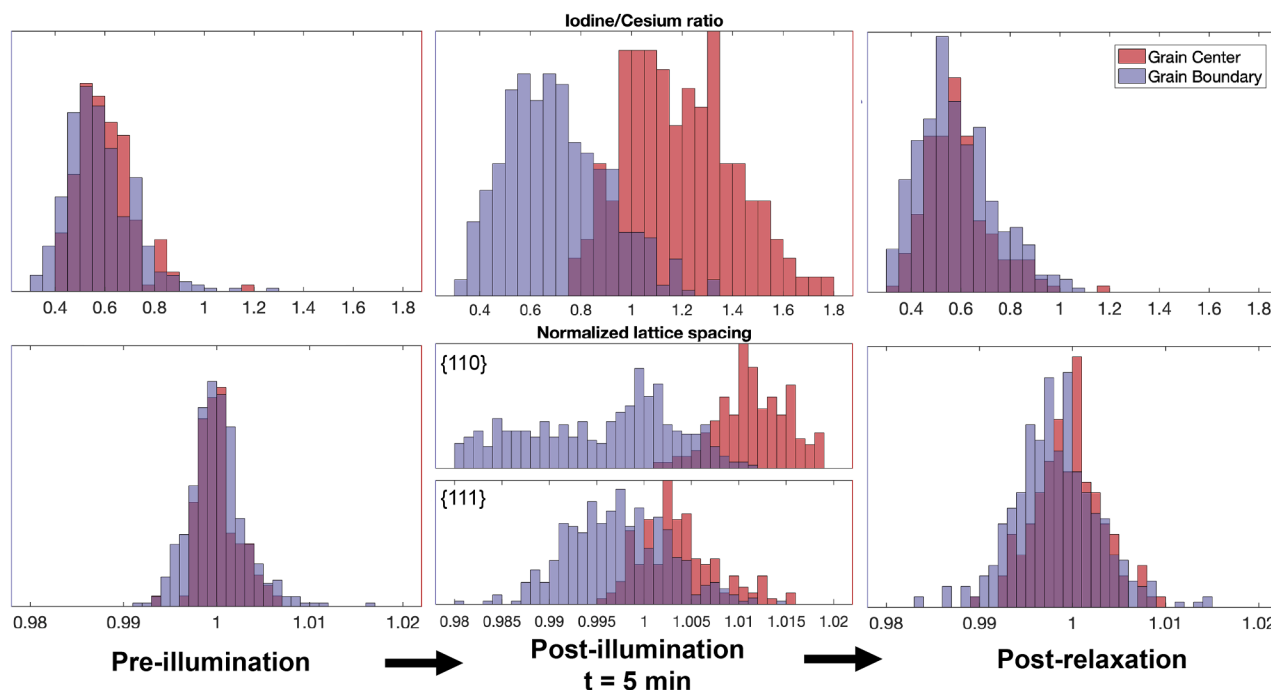 Iodine/Cesium ratio
Grain Center
Grain Boundary
0.4 0.6 0.8 1 1.2 1.4 1.6 1.8
0.4 0.6 0.8 1 1.2 1.4 1.6 1.8
0.4 0.6 0.8 1 1.2 1.4 1.6 1.8
Normalized lattice spacing
{110}
{111}
0.98 0.99 1 1.01 1.02
0.98 0.985 0.99 0.995 1 1.005 1.01 1.015 1.02
0.98 0.99 1 1.01 1.02
Pre-illumination
Post-illumination
t = 5 min
Post-relaxation